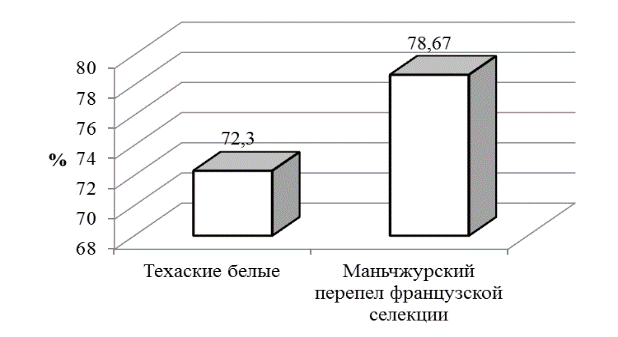 78,67
80
78
76
72,3
%
74
72
70
68
Техаские белые
Маньчжурский
перепел французской
селекции